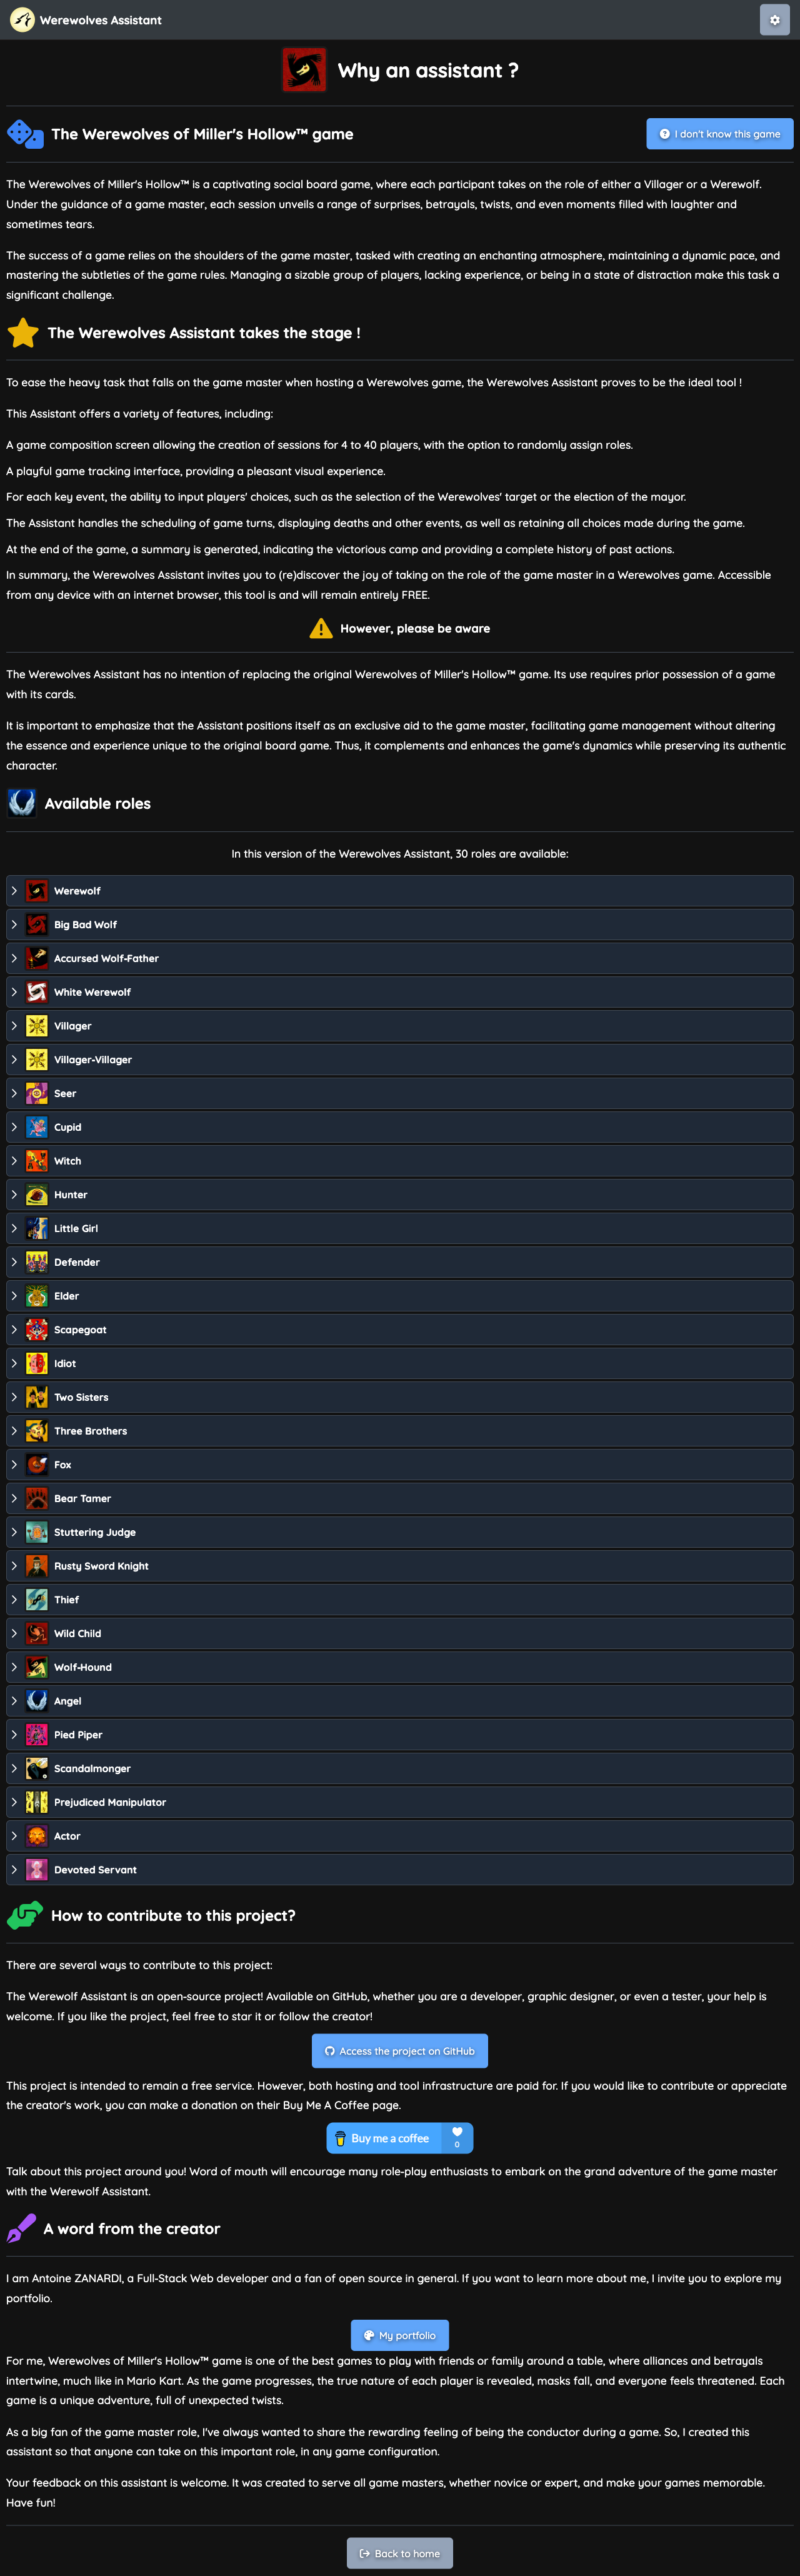 Werewolves Assistant
Why an assistant ?
The Werewolves of Miller's Hollow™ game
I don't know this game
The Werewolves of Miller's Hollow™ is a captivating social board game, where each participant takes on the role of either a Villager or a Werewolf.
Under the guidance of a game master, each session unveils a range of surprises, betrayals, twists, and even moments filled with laughter and
sometimes tears.
The success of a game relies on the shoulders of the game master, tasked with creating an enchanting atmosphere, maintaining a dynamic pace, and
mastering the subtleties of the game rules. Managing a sizable group of players, lacking experience, or being in a state of distraction make this task a
significant challenge.
The Werewolves Assistant takes the stage !
To ease the heavy task that falls on the game master when hosting a Werewolves game, the Werewolves Assistant proves to be the ideal tool !
This Assistant offers a variety of features, including:
A game composition screen allowing the creation of sessions for 4 to 40 players, with the option to randomly assign roles.
A playful game tracking interface, providing a pleasant visual experience.
For each key event, the ability to input players' choices, such as the selection of the Werewolves' target or the election of the mayor.
The Assistant handles the scheduling of game turns, displaying deaths and other events, as well as retaining all choices made during the game.
At the end of the game, a summary is generated, indicating the victorious camp and providing a complete history of past actions.
In summary, the Werewolves Assistant invites you to (re)discover the joy of taking on the role of the game master in a Werewolves game. Accessible
from any device with an internet browser, this tool is and will remain entirely FREE.
However, please be aware
The Werewolves Assistant has no intention of replacing the original Werewolves of Miller's Hollow™ game. Its use requires prior possession of a game
with its cards.
It is important to emphasize that the Assistant positions itself as an exclusive aid to the game master, facilitating game management without altering
the essence and experience unique to the original board game. Thus, it complements and enhances the game's dynamics while preserving its authentic
character.
Available roles
In this version of the Werewolves Assistant, 30 roles are available:
Werewolf
Big Bad Wolf
Accursed Wolf-Father
White Werewolf
Villager
Villager-Villager
Seer
Cupid
Witch
Hunter
Little Girl
Defender
Elder
Scapegoat
Idiot
Two Sisters
Three Brothers
Fox
Bear Tamer
Stuttering Judge
Rusty Sword Knight
Thief
Wild Child
Wolf-Hound
Angel
Pied Piper
Scandalmonger
Prejudiced Manipulator
Actor
Devoted Servant
How to contribute to this project?
There are several ways to contribute to this project:
The Werewolf Assistant is an open-source project! Available on GitHub, whether you are a developer, graphic designer, or even a tester, your help is
welcome. If you like the project, feel free to star it or follow the creator!
Access the project on GitHub
This project is intended to remain a free service. However, both hosting and tool infrastructure are paid for. If you would like to contribute or appreciate
the creator's work, you can make a donation on their Buy Me A Coffee page.
Buy me a coffee
0
Talk about this project around you! Word of mouth will encourage many role-play enthusiasts to embark on the grand adventure of the game master
with the Werewolf Assistant.
A word from the creator
I am Antoine ZANARDI, a Full-Stack Web developer and a fan of open source in general. If you want to learn more about me, I invite you to explore my
portfolio.
My portfolio
For me, Werewolves of Miller's Hollow™ game is one of the best games to play with friends or family around a table, where alliances and betrayals
intertwine, much like in Mario Kart. As the game progresses, the true nature of each player is revealed, masks fall, and everyone feels threatened. Each
game is a unique adventure, full of unexpected twists.
As a big fan of the game master role, I've always wanted to share the rewarding feeling of being the conductor during a game. So, I created this
assistant so that anyone can take on this important role, in any game configuration.
Your feedback on this assistant is welcome. It was created to serve all game masters, whether novice or expert, and make your games memorable.
Have fun!
Back to home